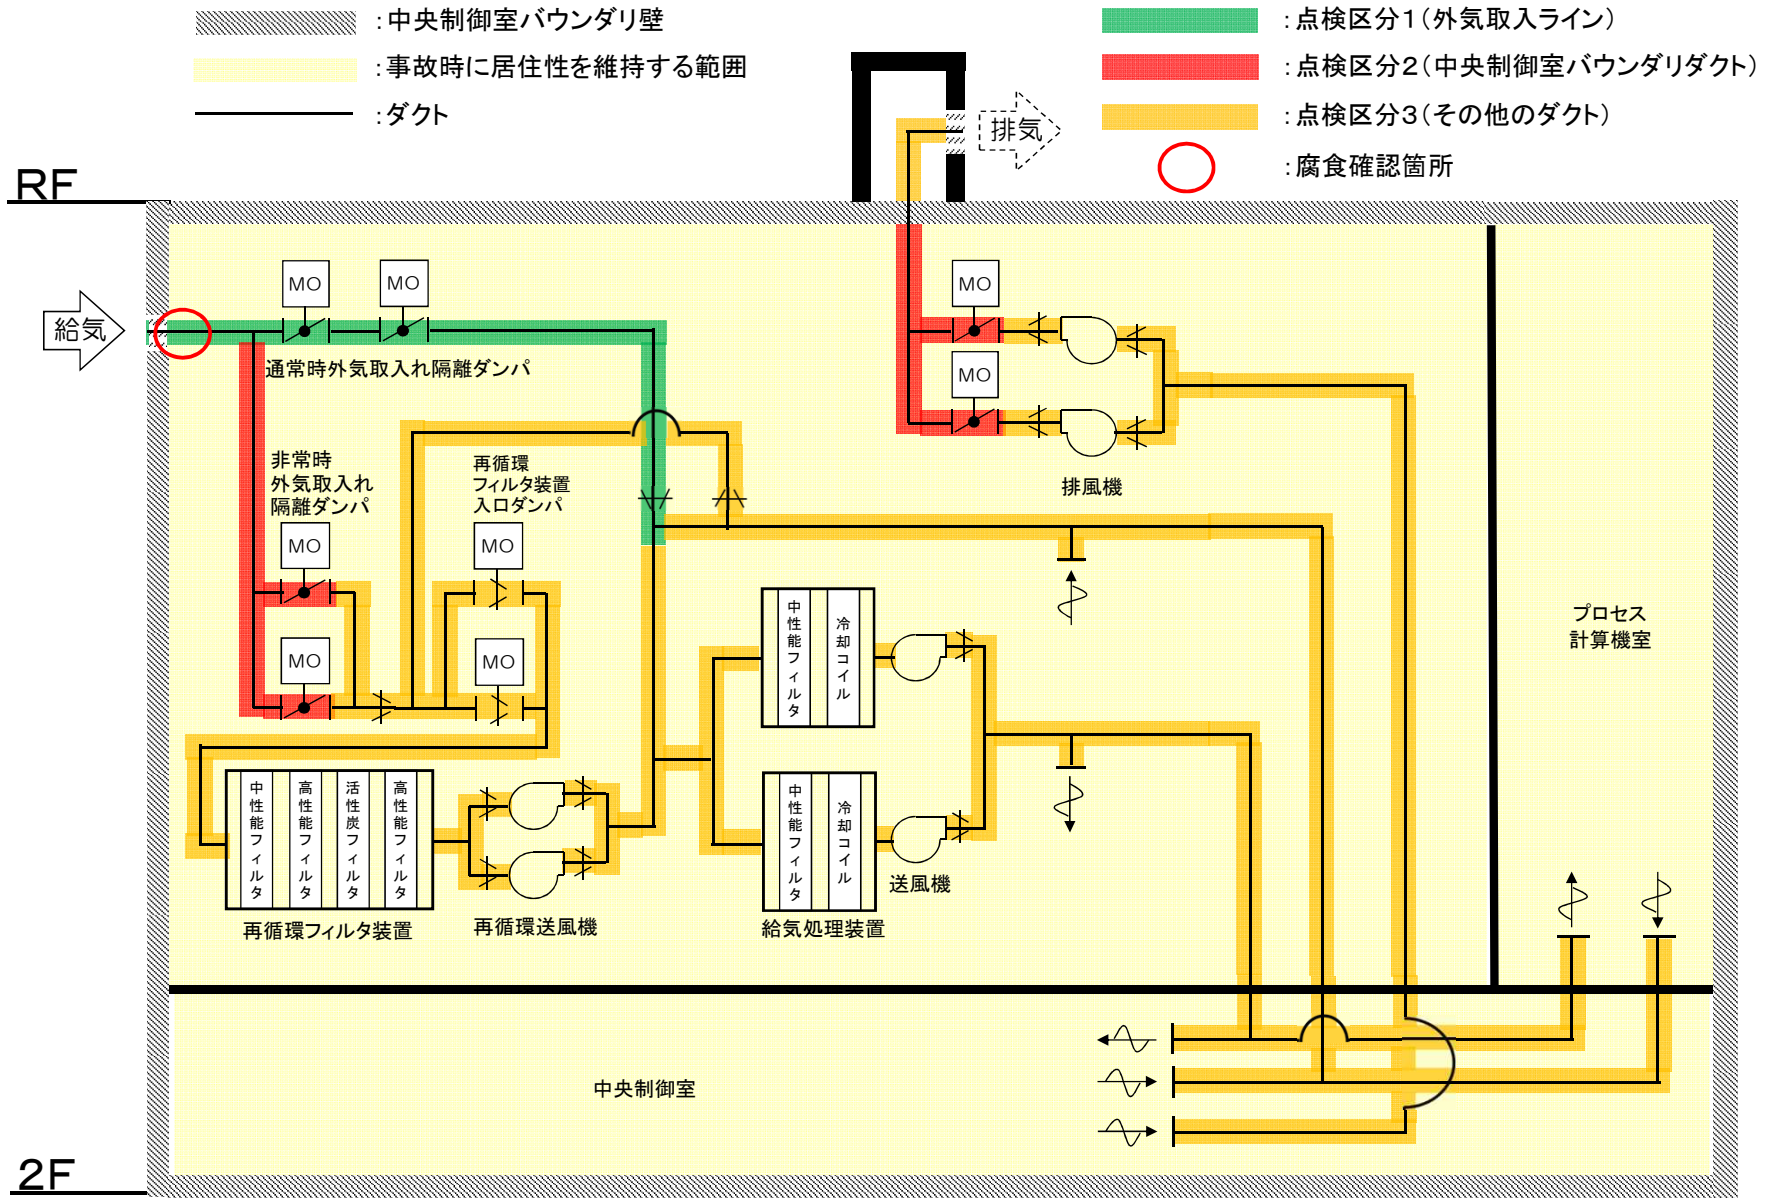 ：中央制御室バウンダリ壁
：事故時に居住性を維持する範囲
：ダクト
：点検区分１（外気取入ライン）
：点検区分２（中央制御室バウンダリダクト）
：点検区分３（その他のダクト）
：腐食確認箇所
排気
RF
給気
MO
MO
通常時外気取入れ隔離ダンパ
MO
MO
排風機
非常時
外気取入れ
隔離ダンパ
再循環
フィルタ装置
入口ダンパ
MO
MO
MO
MO
中性能フィルタ
冷却コイル
中性能フィルタ
冷却コイル
送風機
給気処理装置
中性能フィルタ
高性能フィルタ
活性炭フィルタ
高性能フィルタ
再循環フィルタ装置
再循環送風機
プロセス
計算機室
中央制御室
2F